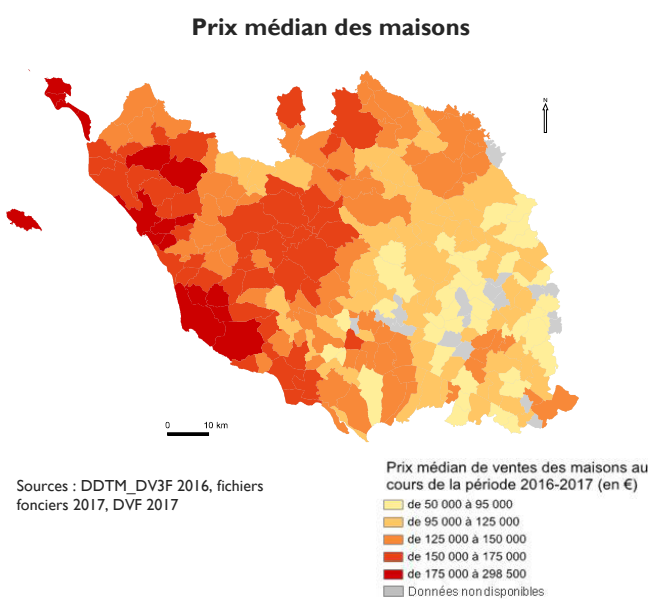 Prix médian des maisons
N
0 10 km
Sources : DDTM_DV3F 2016, fichiers
fonciers 2017, DVF 2017
Prix médian de ventes des maisons au
cours de la période 2016-2017 (en €)
de 50 000 à 95 000
de 95 000 à 125 000
de 125 000 à 150 000
de 150 000 à 175 000
de 175 000 à 298 500
Données non disponibles